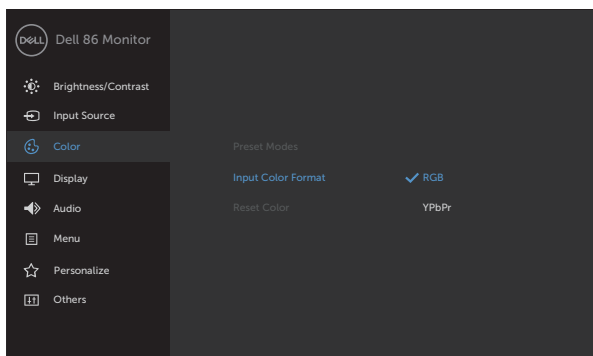 DELL Dell 86 Monitor
Brightness/Contrast
Input Source
Color
Preset Modes
Display
Input Color Format
RGB
Audio
Reset Color
YPbPr
Menu
Personalize
Others